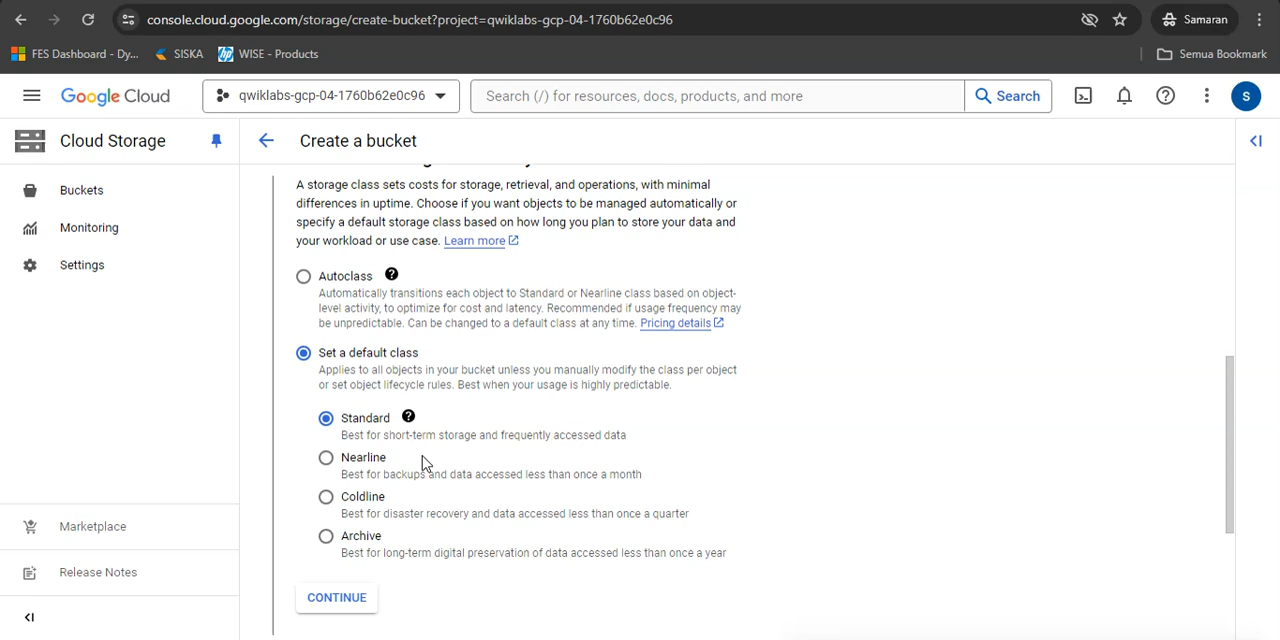 console.cloud.google.com/storage/create-bucket?project=qwiklabs-gcp-04-1760b62e0c96
Samaran
FES Dashboard - Dy...
SISKA
WISE - Products
Semua Bookmark
Google Cloud
qwiklabs-gcp-04-1760b62e0c96
Search (/) for resources, docs, products, and more
Search
S
Cloud Storage
Create a bucket
Buckets
Monitoring
Settings
Marketplace
Release Notes
A storage class sets costs for storage, retrieval, and operations, with minimal
differences in uptime. Choose if you want objects to be managed automatically or
specify a default storage class based on how long you plan to store your data and
your workload or use case. Learn more
Autoclass
Automatically transitions each object to Standard or Nearline class based on object-
level activity, to optimize for cost and latency. Recommended if usage frequency may
be unpredictable. Can be changed to a default class at any time. Pricing details
Set a default class
Applies to all objects in your bucket unless you manually modify the class per object
or set object lifecycle rules. Best when your usage is highly predictable.
Standard
Best for short-term storage and frequently accessed data
Nearline
Best for backups and data accessed less than once a month
Coldline
Best for disaster recovery and data accessed less than once a quarter
Archive
Best for long-term digital preservation of data accessed less than once a year
CONTINUE